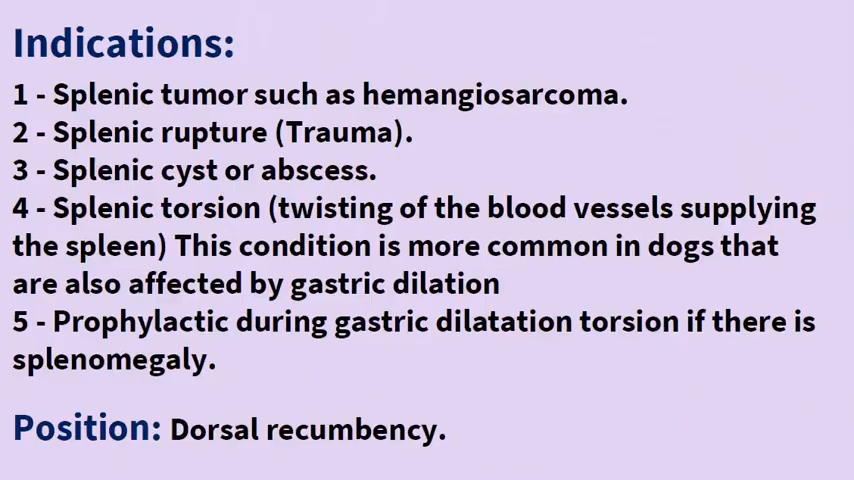 Indications:
1 - Splenic tumor such as hemangiosarcoma.
2 - Splenic rupture (Trauma).
3 - Splenic cyst or abscess.
4 - Splenic torsion (twisting of the blood vessels supplying
the spleen) This condition is more common in dogs that
are also affected by gastric dilation
5 - Prophylactic during gastric dilatation torsion if there is
splenomegaly.
Position: Dorsal recumbency.